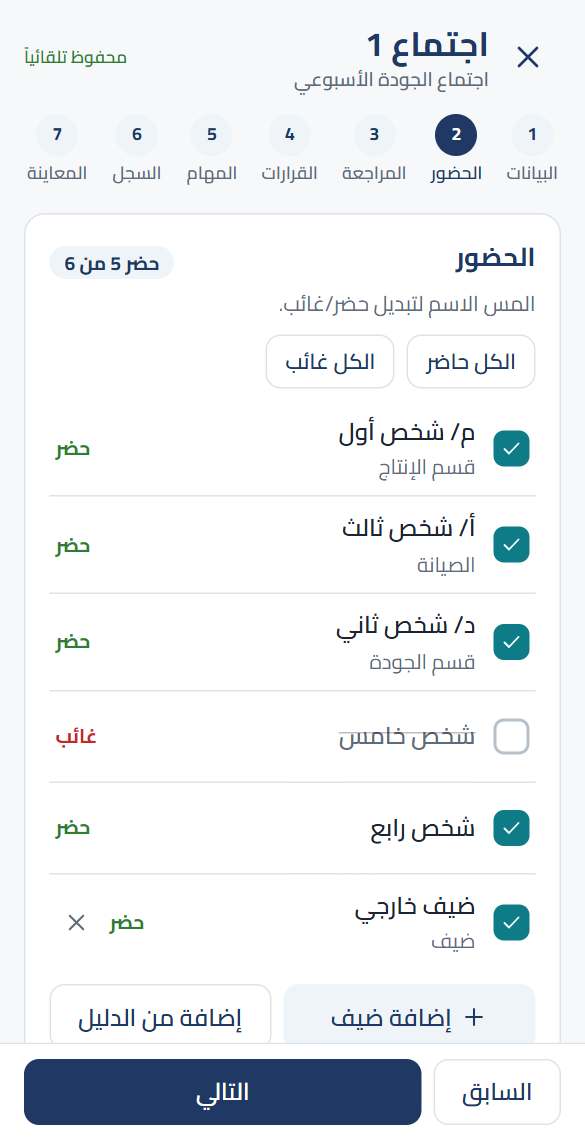 اجتماع 1
محفوظ تلقائياً
اجتماع الجودة الأسبوعي
1 2 3 4 5 6 7
البيانات الحضور المراجعة القرارات المهام السجل المعاينة
الحضور
حضر 5 من 6
المس الاسم لتبديل حضر/غائب.
الكل حاضر
الكل غائب
م/ شخص أول
قسم الإنتاج
حضر
أ/ شخص ثالث
الصيانة
حضر
د/ شخص ثاني
قسم الجودة
حضر
شخص خامس
غائب
شخص رابع
حضر
ضيف خارجي
ضيف
حضر
+ إضافة ضيف
إضافة من الدليل
السابق
التالي